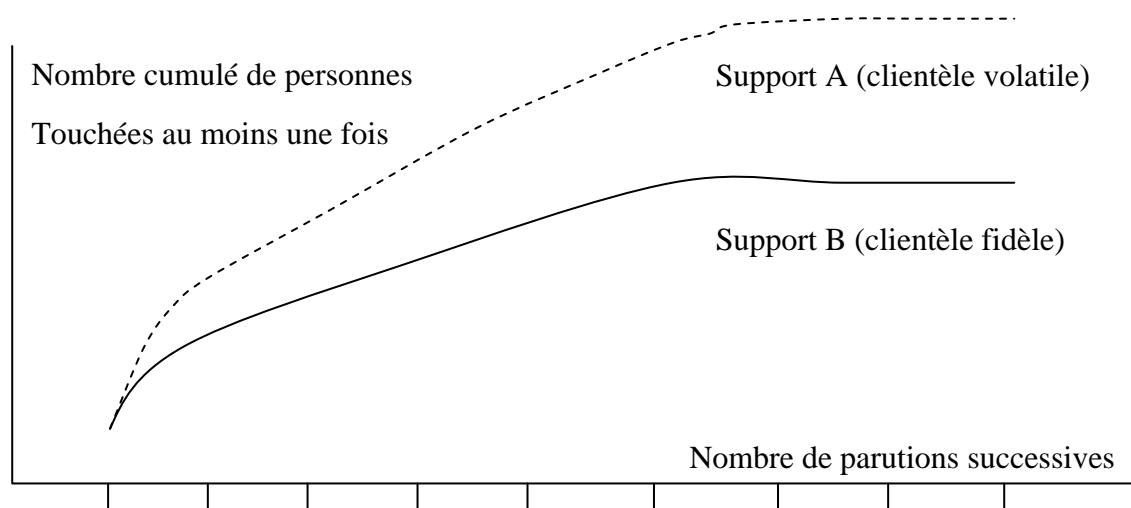 Nombre cumulé de personnes
Touchées au moins une fois
Support A (clientèle volatile)
Support B (clientèle fidèle)
Nombre de parutions successives